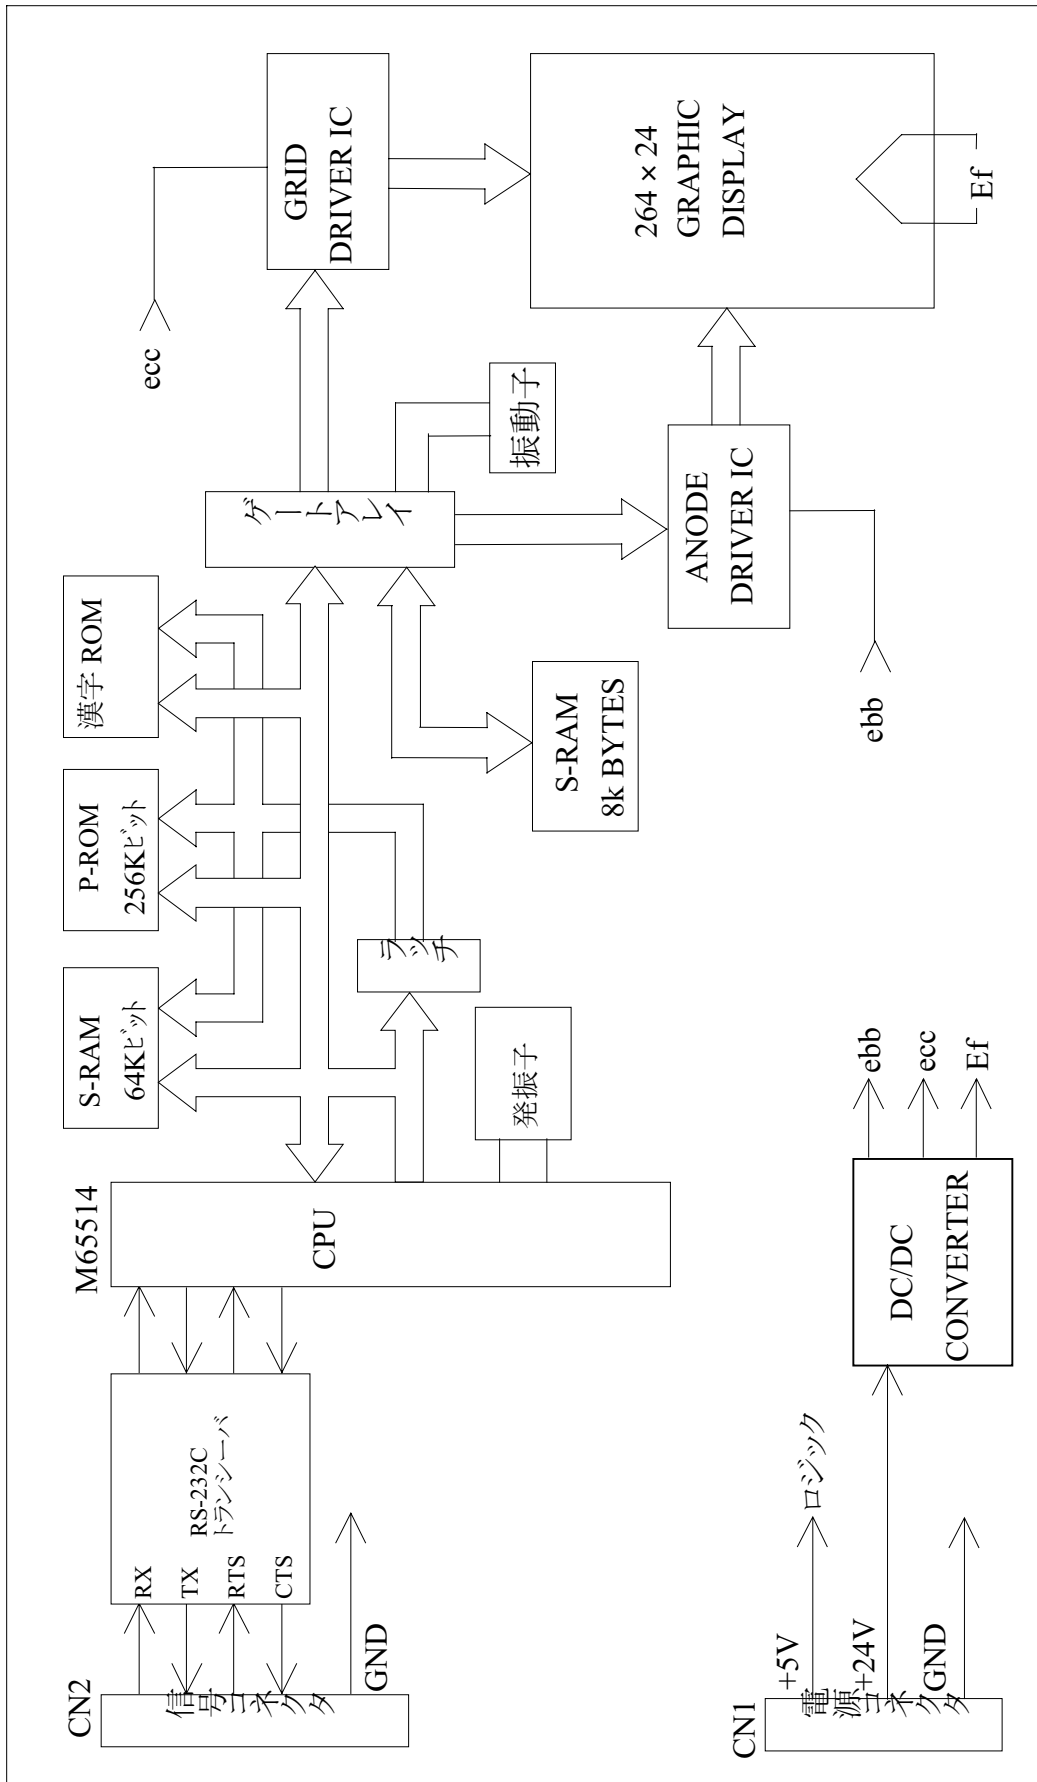 CN2
信号コネクタ
RX
TX
RTS
CTS
GND
RS-232C
トランシーバ
M65514
CPU
発振子
ラッチ
S-RAM
64Kビット
P-ROM
256Kビット
漢字 ROM
ゲートアレイ
振動子
S-RAM
8k BYTES
ecc
GRID
DRIVER IC
ANODE
DRIVER IC
ebb
264 × 24
GRAPHIC
DISPLAY
Ef
CN1
電源コネクタ
+5V
ロジック
+24V
GND
DC/DC
CONVERTER
ebb
ecc
Ef